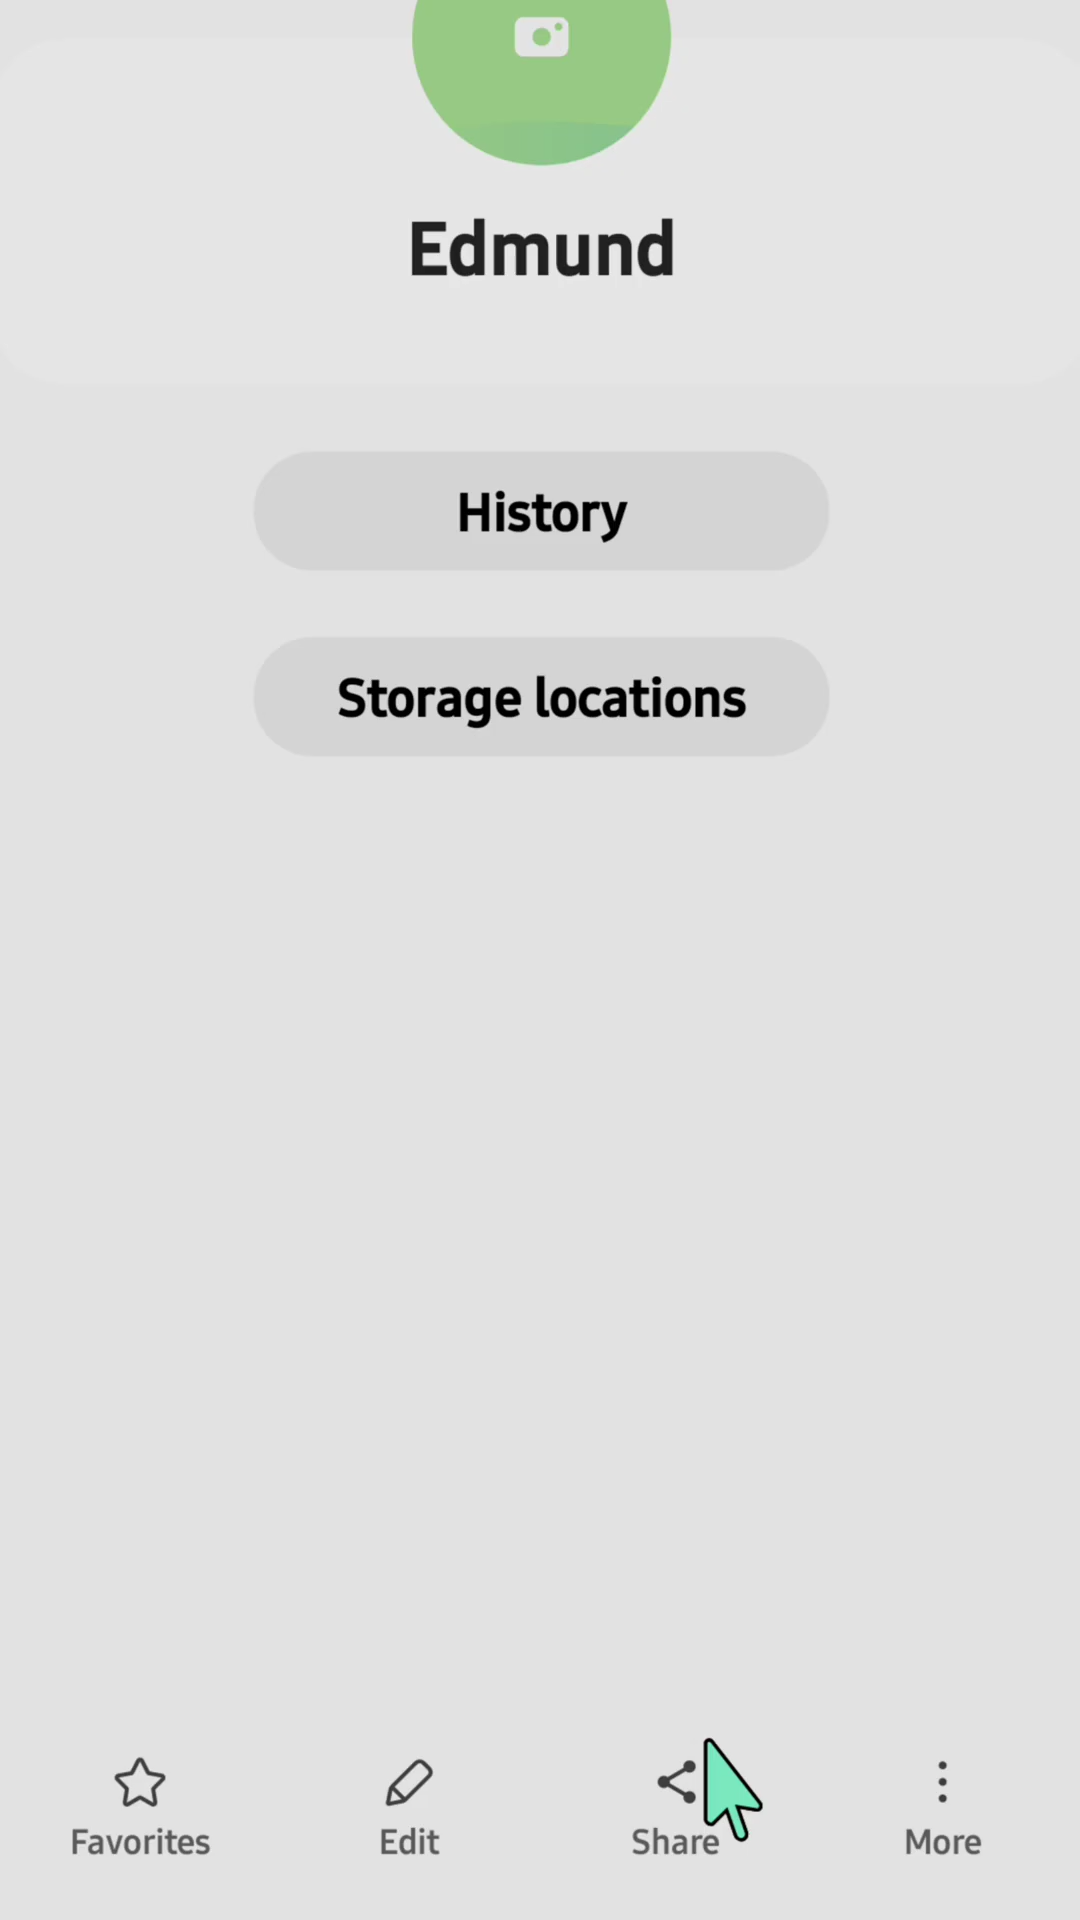 Edmund
History
Storage locations
Favorites
Edit
Share
More